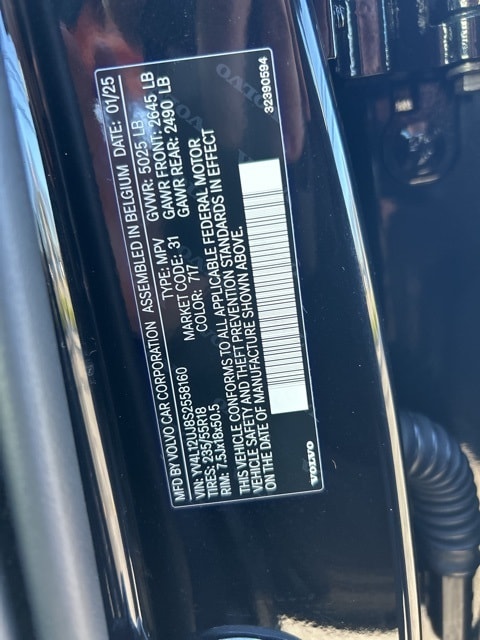 MFD BY VOLVO CAR CORPORATION ASSEMBLED IN BELGIUM DATE: 01/25
GVWR: 5025 LB
VIN: YV4L12UJ8S2558160 TYPE: MPV GAWR FRONT: 2645 LB
TIRES: 235/55R18 MARKET CODE: 31 GAWR REAR: 2490 LB
RIM: 7.5Jx18x50.5 COLOR: 717
THIS VEHICLE CONFORMS TO ALL APPLICABLE FEDERAL MOTOR
VEHICLE SAFETY AND THEFT PREVENTION STANDARDS IN EFFECT
ON THE DATE OF MANUFACTURE SHOWN ABOVE.
VOLVO
32390594